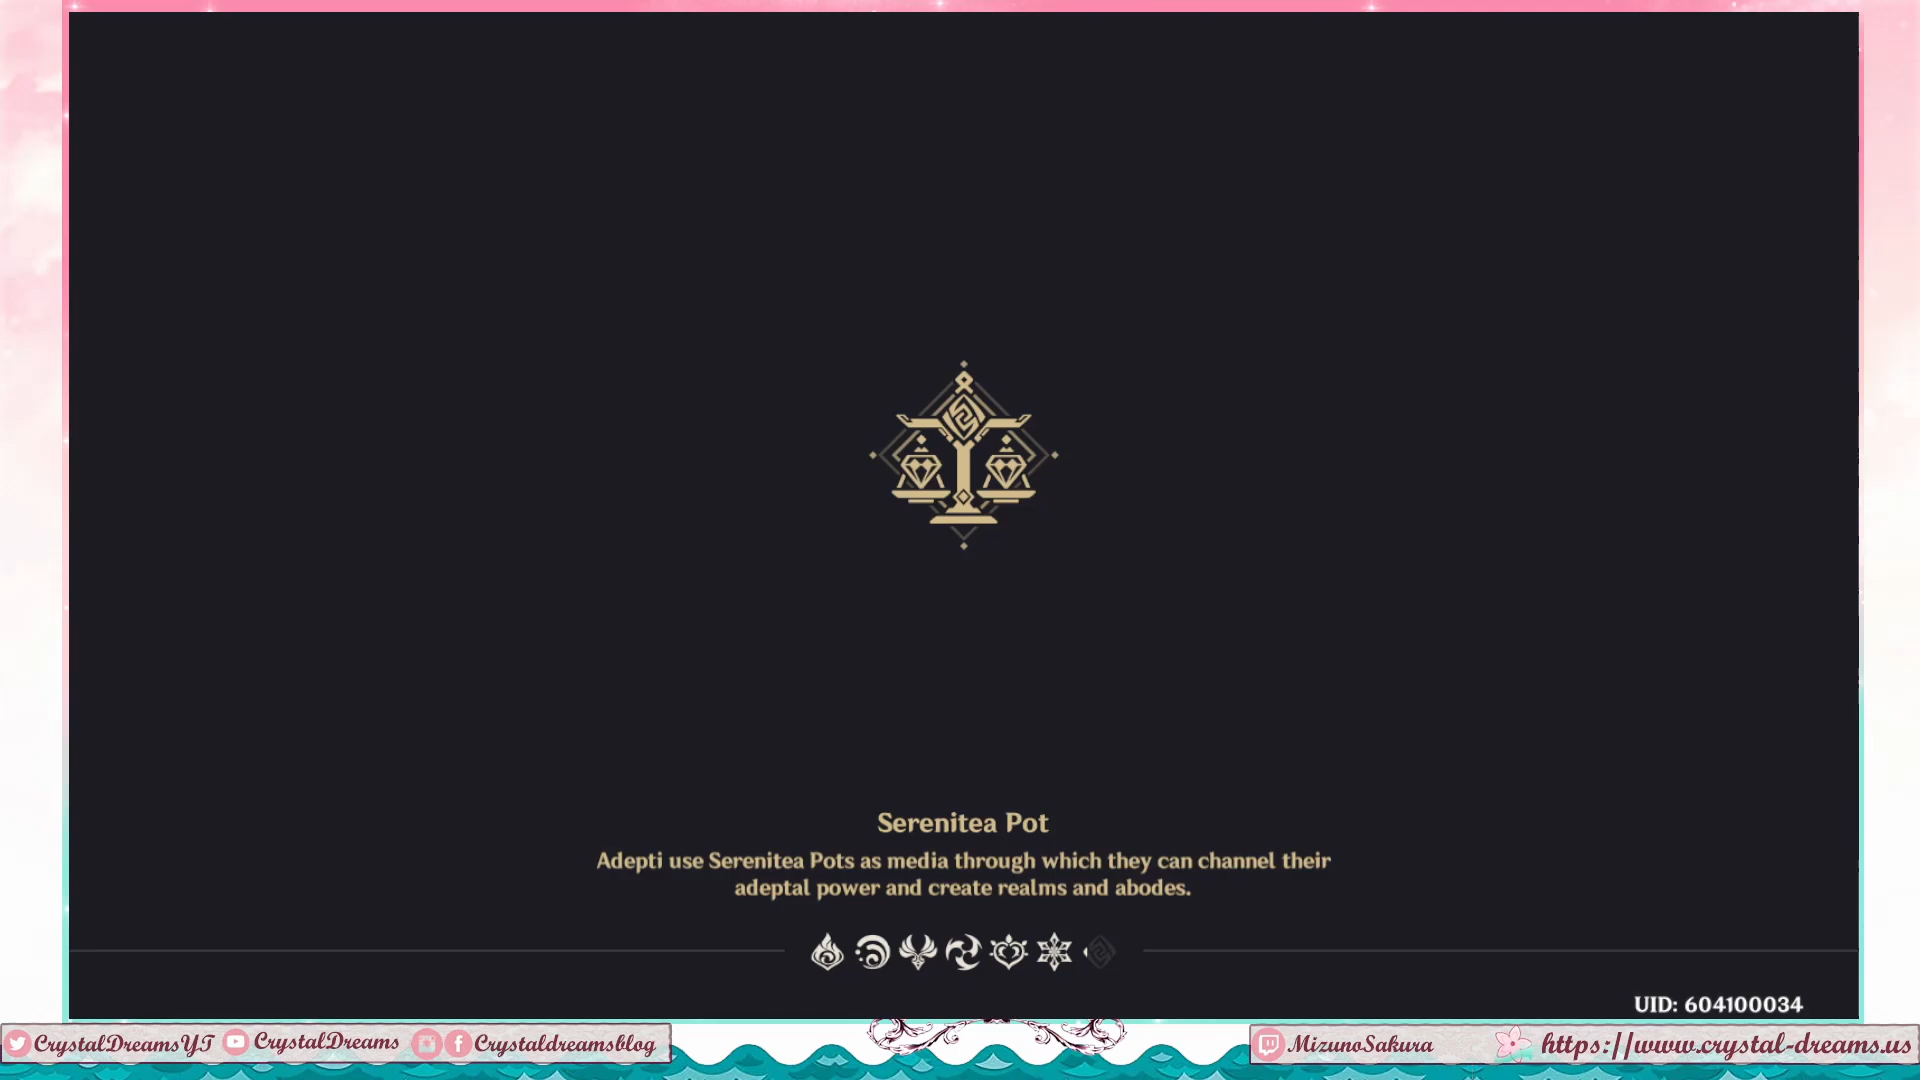 Serenitea Pot
Adepti use Serenitea Pots as media through which they can channel their
adeptal power and create realms and abodes.
UID: 604100034
CrystalDreamsYT CrystalDreams Crystaldreamsblog MizunoSakura https://www.crystal-dreams.us